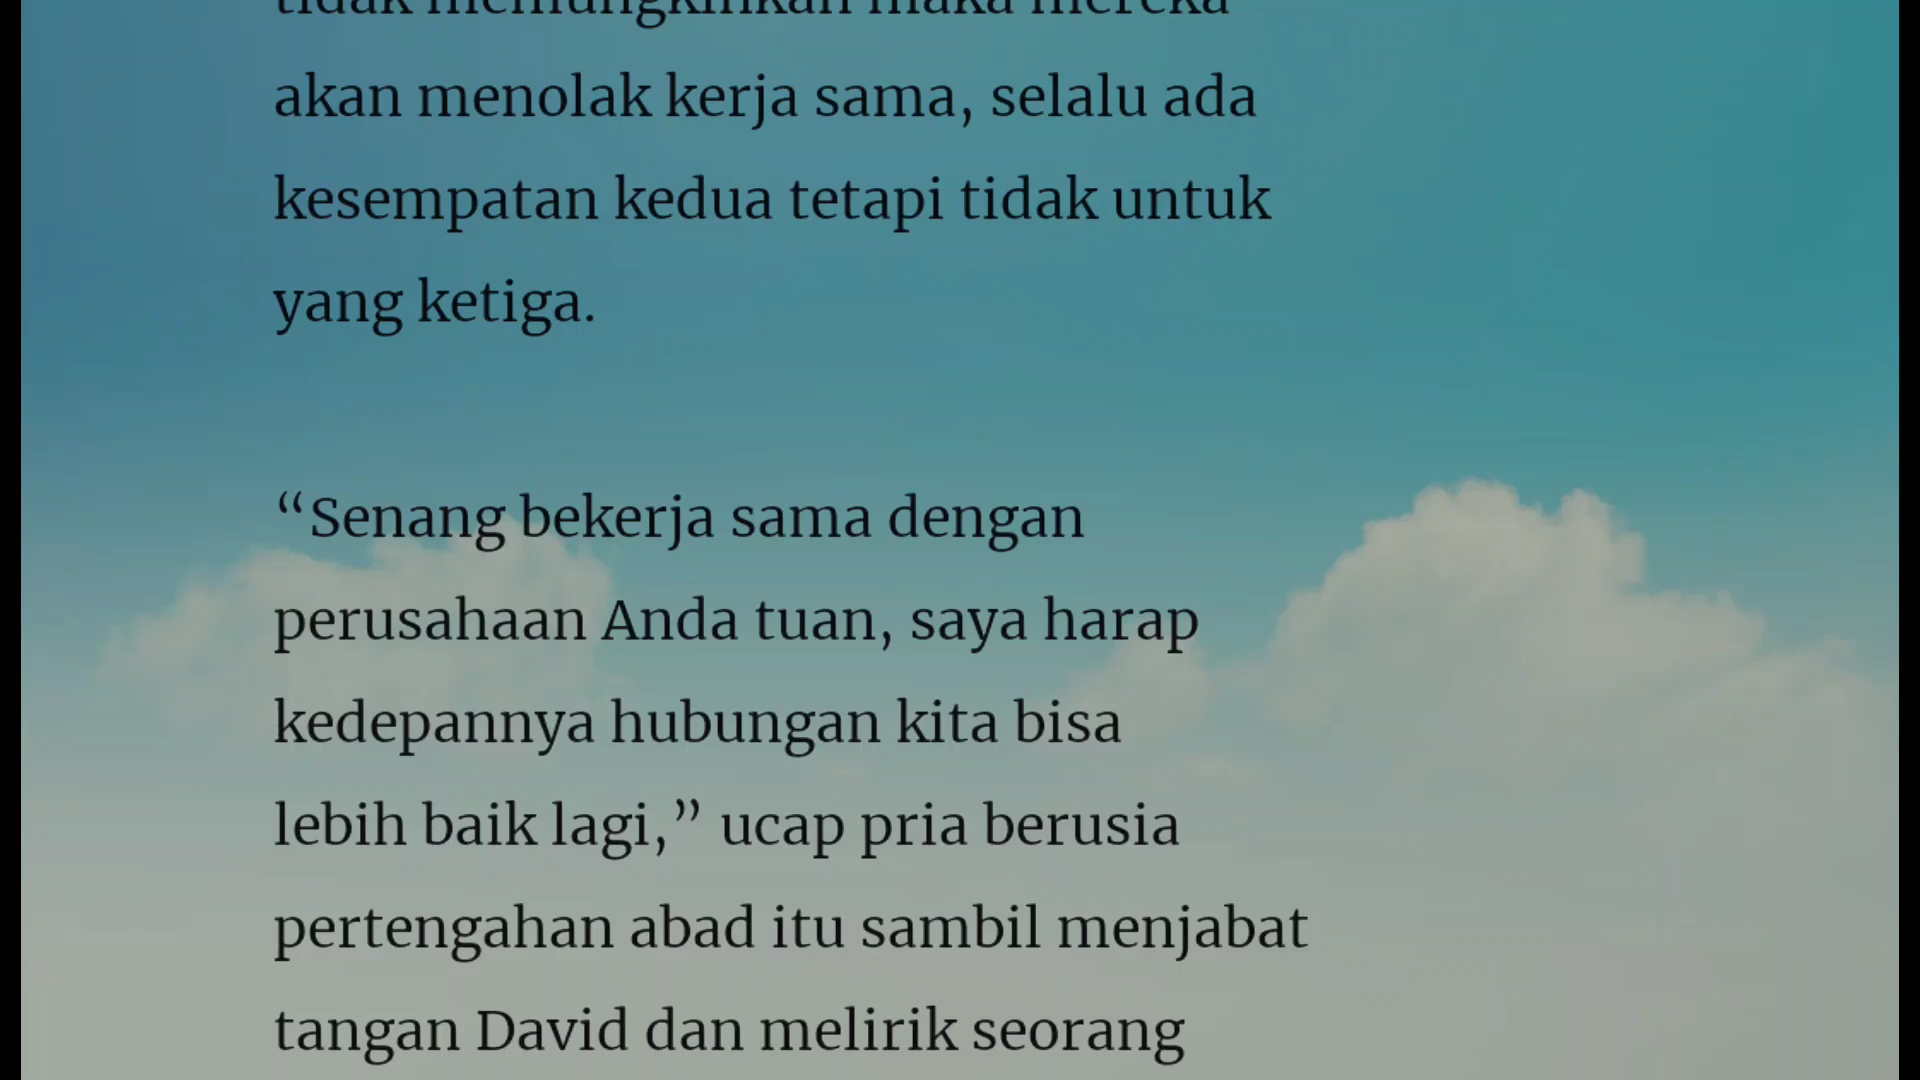 tidak memungkinkan maka mereka
akan menolak kerja sama, selalu ada
kesempatan kedua tetapi tidak untuk
yang ketiga.
“Senang bekerja sama dengan
perusahaan Anda tuan, saya harap
kedepannya hubungan kita bisa
lebih baik lagi,” ucap pria berusia
pertengahan abad itu sambil menjabat
tangan David dan melirik seorang